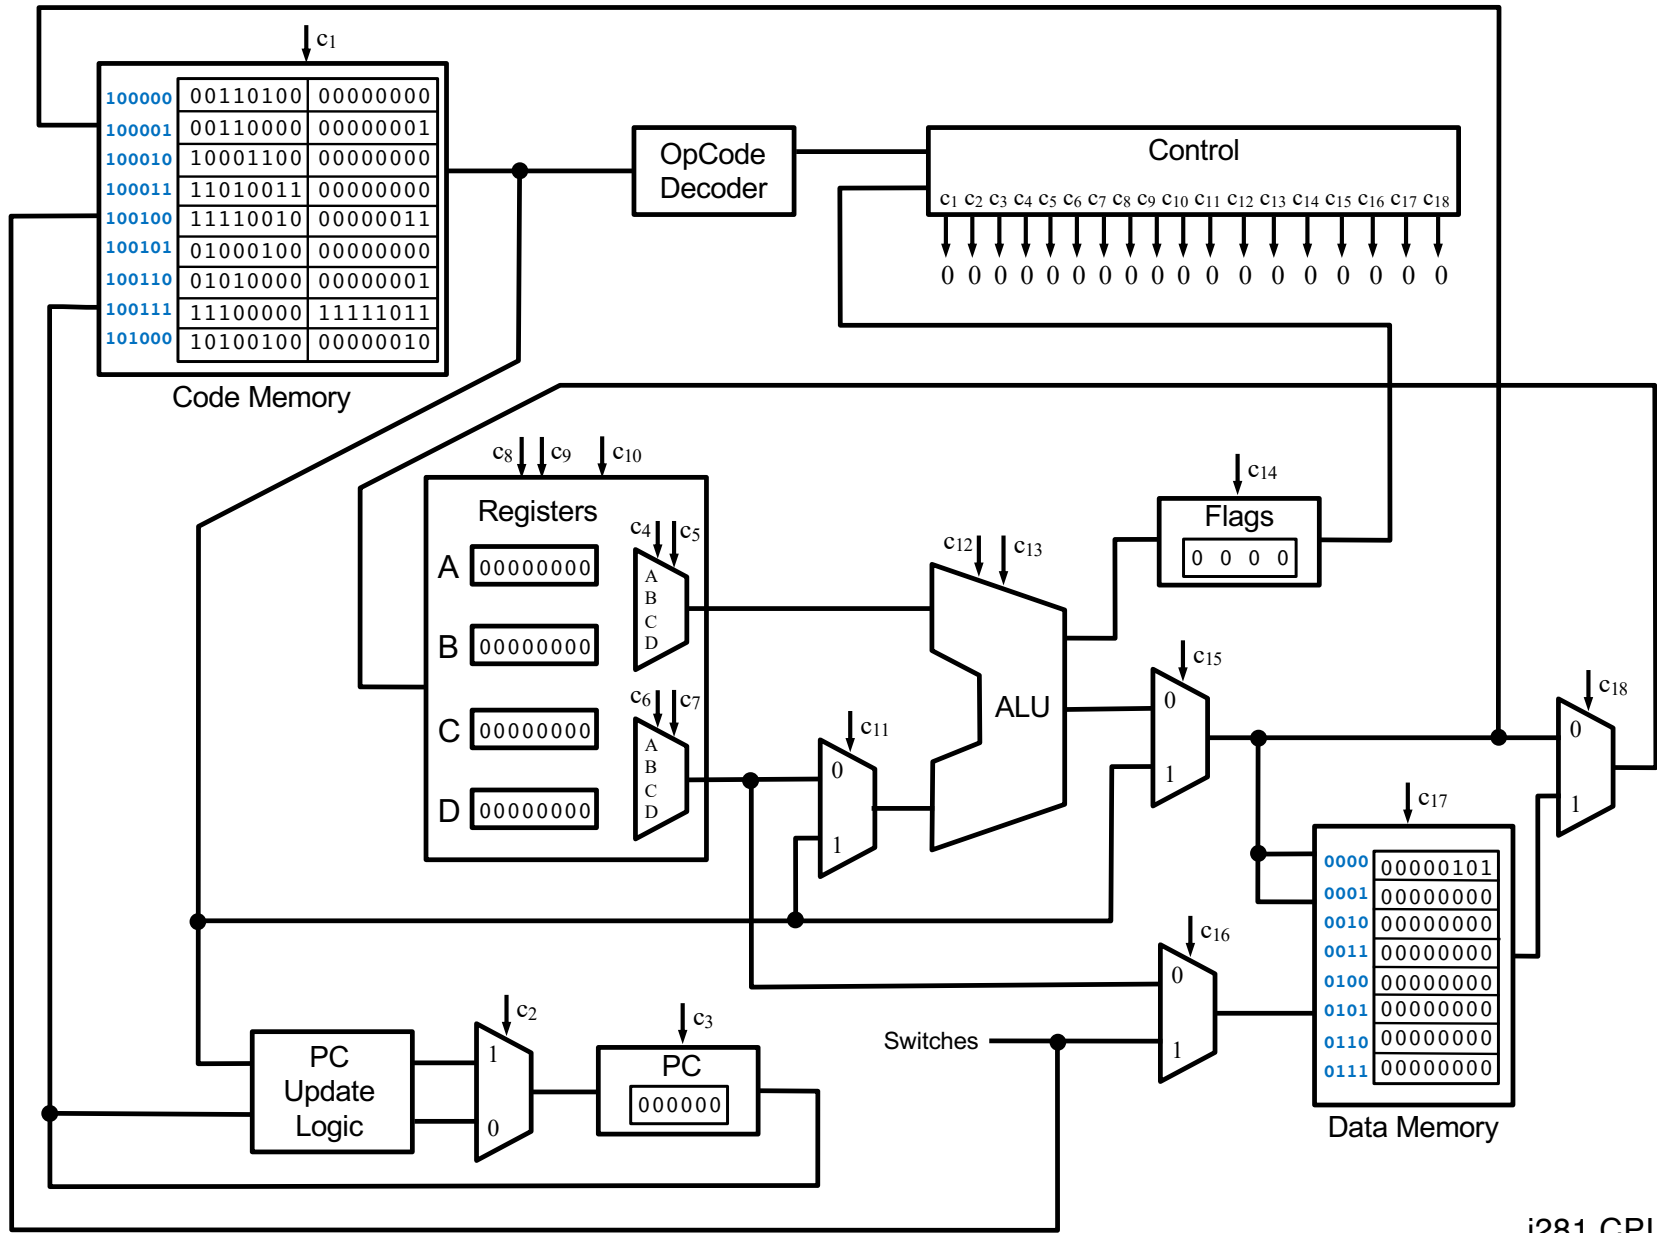 c1
100000 00110100 00000000
100001 00110000 00000001
100010 10001100 00000000
100011 11010011 00000000
100100 11110010 00000011
100101 01000100 00000000
100110 01010000 00000001
100111 11100000 11111011
101000 10100100 00000010
Code Memory
OpCode
Decoder
Control
c1 c2 c3 c4 c5 c6 c7 c8 c9 c10 c11 c12 c13 c14 c15 c16 c17 c18
0 0 0 0 0 0 0 0 0 0 0 0 0 0 0 0 0 0
c8 c9 c10
Registers
A 00000000
B 00000000
C 00000000
D 00000000
c4 c5
A
B
C
D
c6 c7
A
B
C
D
c11
0
1
c12 c13
ALU
c14
Flags
0 0 0 0
c15
0
1
c18
0
1
c17
0000 00000101
0001 00000000
0010 00000000
0011 00000000
0100 00000000
0101 00000000
0110 00000000
0111 00000000
Data Memory
c16
0
1
Switches
PC
Update
Logic
c2
1
0
c3
PC
000000